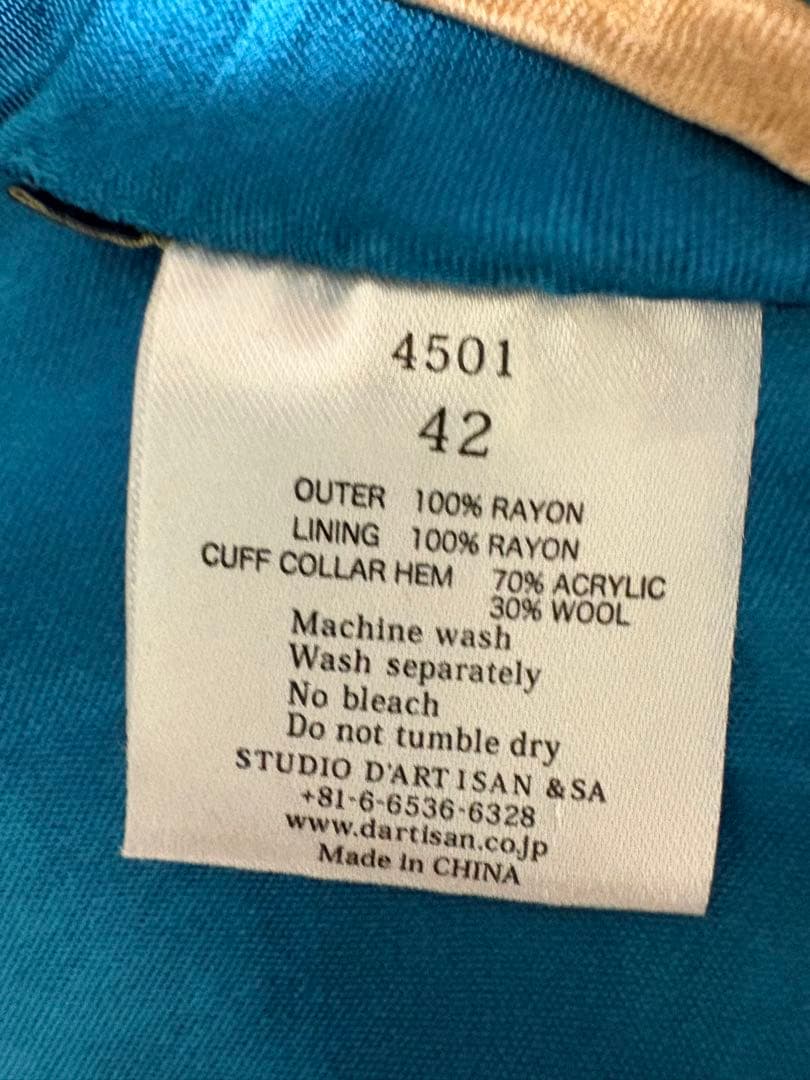 4501
42
OUTER 100% RAYON
LINING 100% RAYON
CUFF COLLAR HEM 70% ACRYLIC
30% WOOL
Machine wash
Wash separately
No bleach
Do not tumble dry
STUDIO D'ARTISAN &SA
+81-6-6536-6328
www.dartisan.co.jp
Made in CHINA